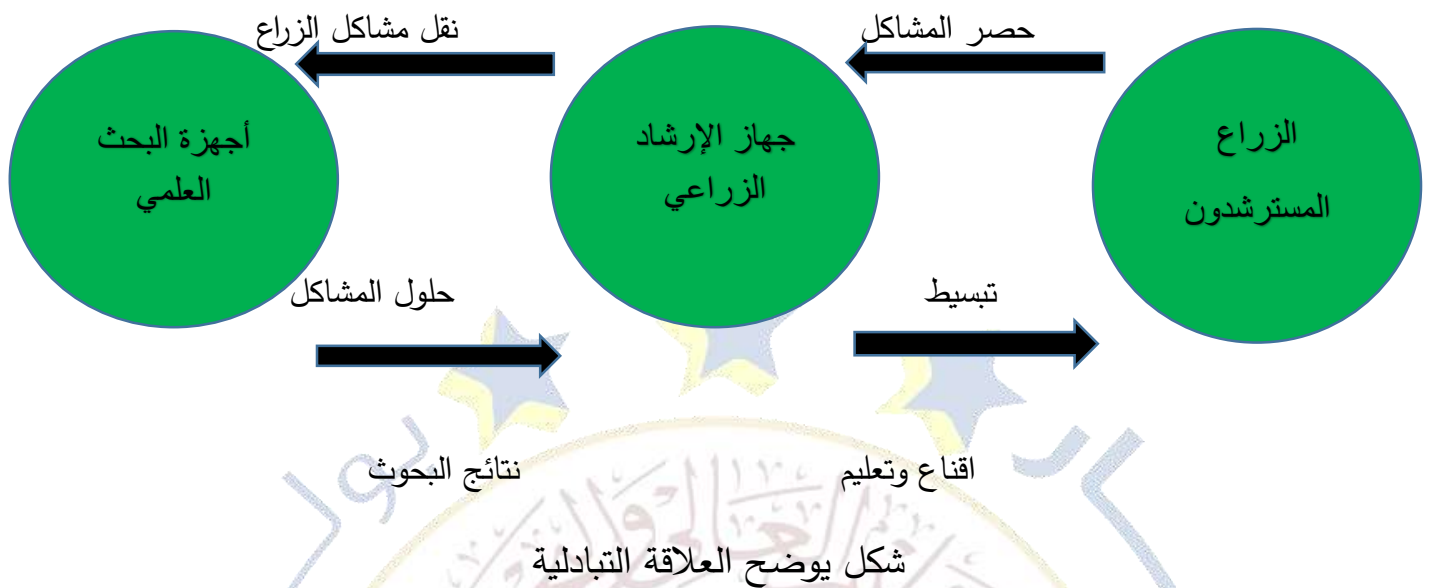 حصر المشاكل
نقل مشاكل الزراع
الزراع
المسترشدون
جهاز الإرشاد
الزراعي
أجهزة البحث
العلمي
تبسيط
حلول المشاكل
اقناع وتعليم
نتائج البحوث
شكل يوضح العلاقة التبادلية